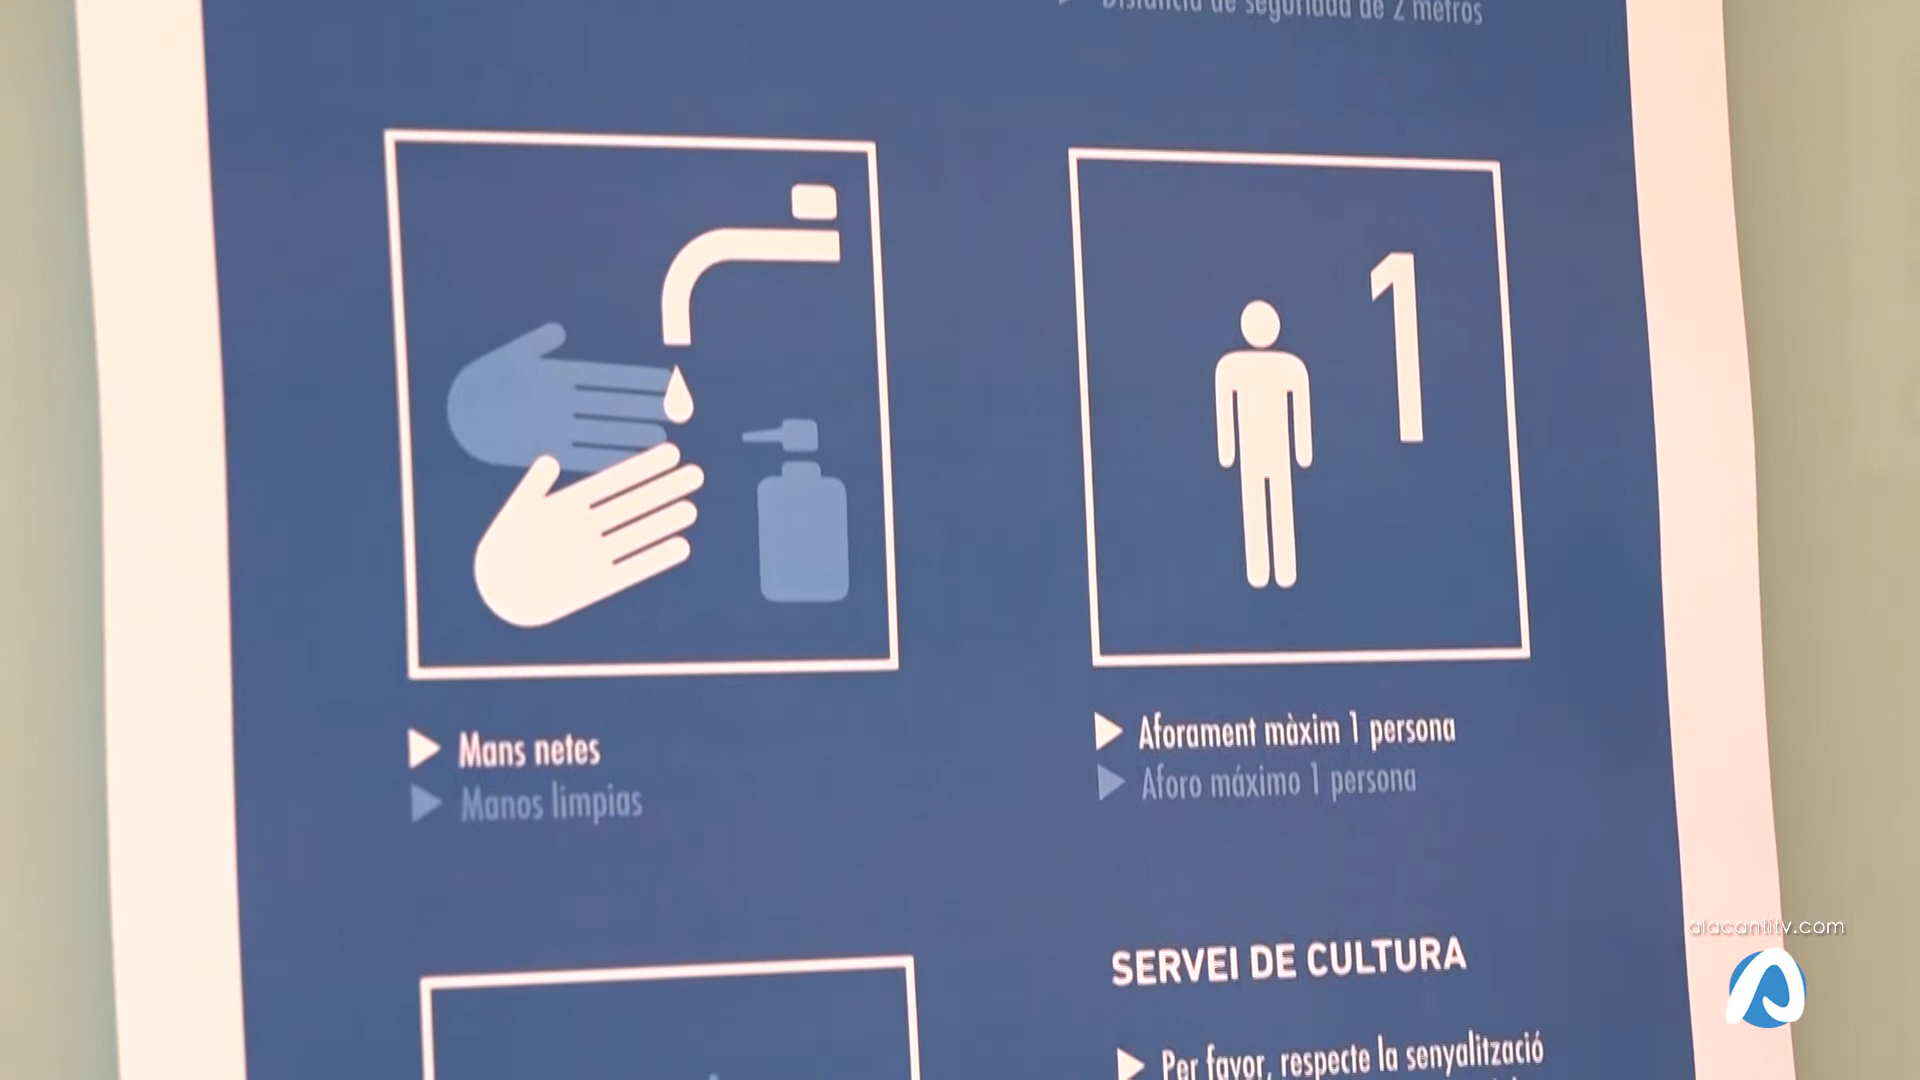 Distancia de seguridad de 2 metros
1
Mans netes
Manos limpias
Aforament màxim 1 persona
Aforo máximo 1 persona
SERVEI DE CULTURA
Per favor, respecte la senyalització
alacantitv.com